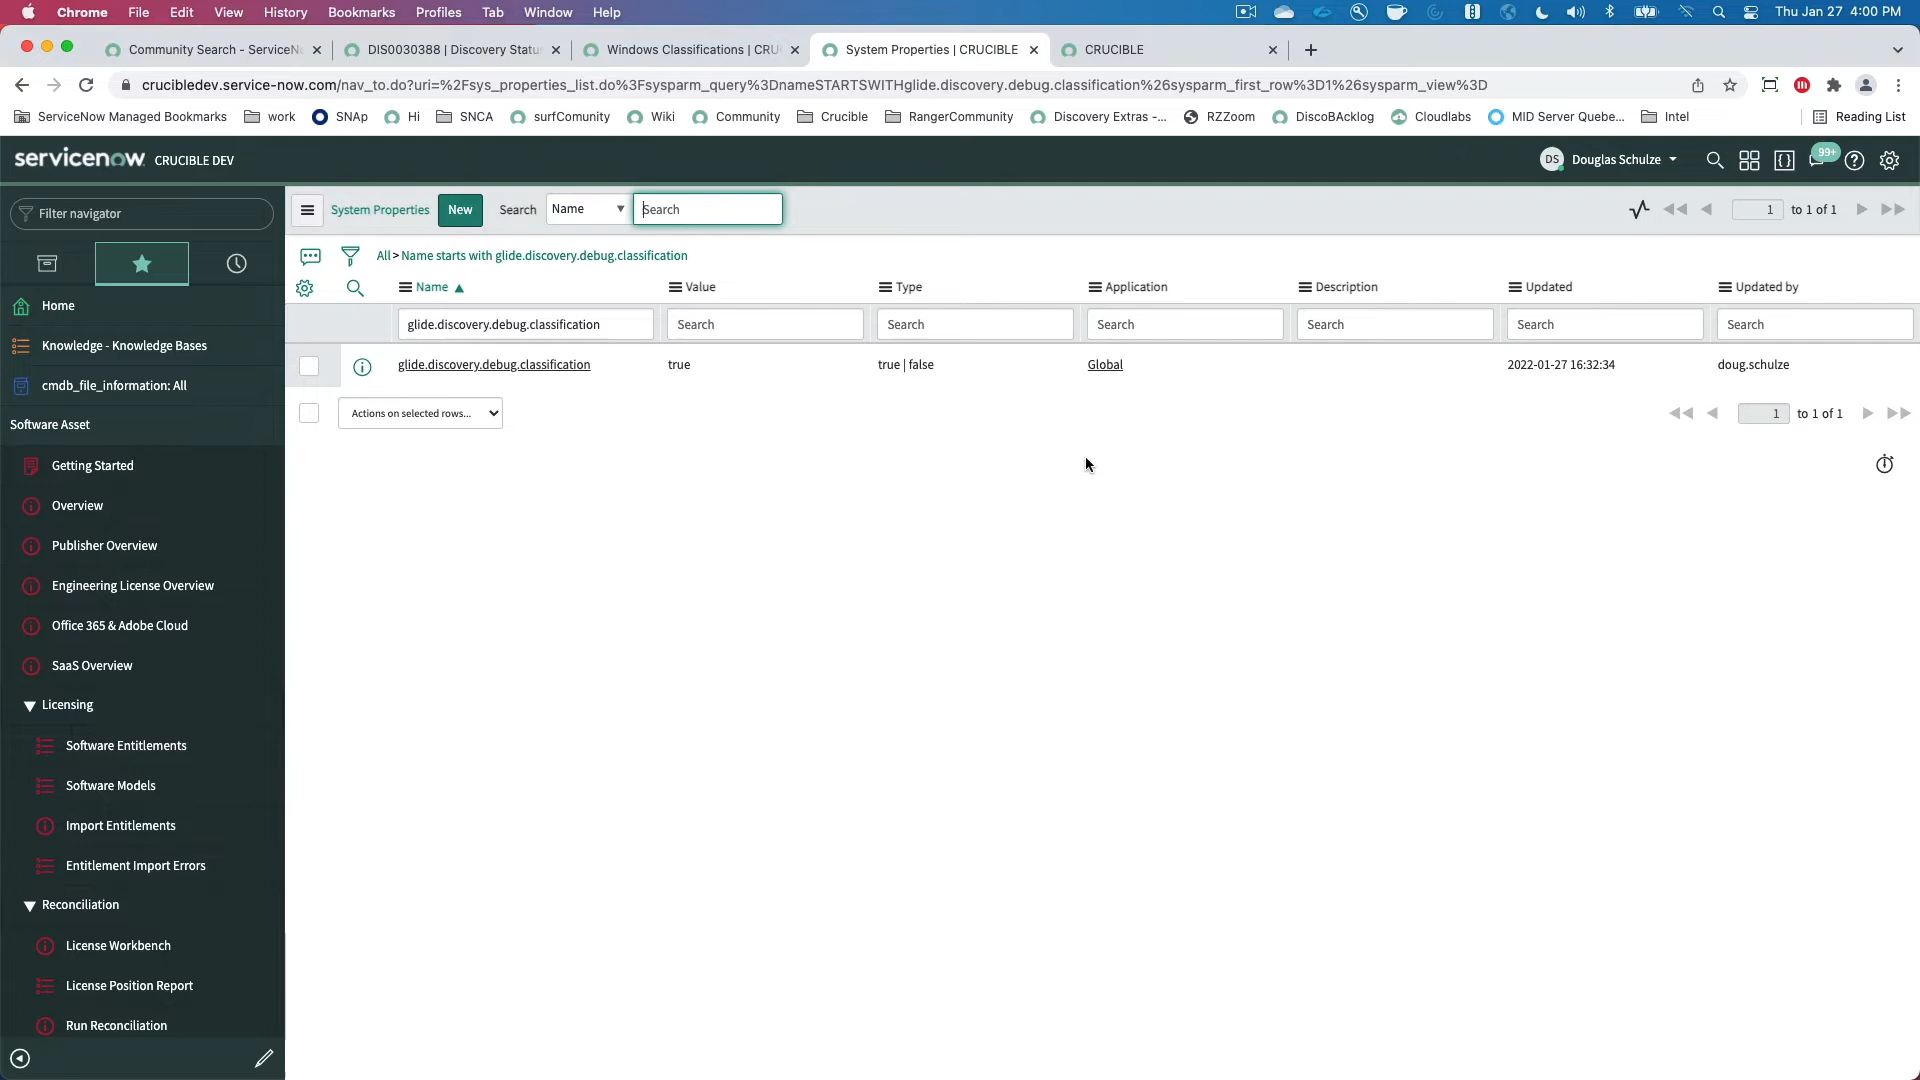 Chrome File Edit View History Bookmarks Profiles Tab Window Help Thu Jan 27 4:00 PM
Community Search - ServiceN DIS0030388 | Discovery Status Windows Classifications | CRU System Properties | CRUCIBLE CRUCIBLE
crucibledev.service-now.com/nav_to.do?uri=%2Fsys_properties_list.do%3Fsysparm_query%3DnameSTARTSWITHglide.discovery.debug.classification%26sysparm_first_row%3D1%26sysparm_view%3D
ServiceNow Managed Bookmarks work SNAp Hi SNCA surfComunity Wiki Community Crucible RangerCommunity Discovery Extras -... RZZoom DiscoBAcklog Cloudlabs MID Server Quebe... Intel Reading List
servicenow CRUCIBLE DEV DS Douglas Schulze 99+
Filter navigator
System Properties New Search Name Search 1 to 1 of 1
All > Name starts with glide.discovery.debug.classification
Name Value Type Application Description Updated Updated by
glide.discovery.debug.classification Search Search Search Search Search Search
glide.discovery.debug.classification true true | false Global 2022-01-27 16:32:34 doug.schulze
Actions on selected rows... 1 to 1 of 1
Home
Knowledge - Knowledge Bases
cmdb_file_information: All
Software Asset
Getting Started
Overview
Publisher Overview
Engineering License Overview
Office 365 & Adobe Cloud
SaaS Overview
Licensing
Software Entitlements
Software Models
Import Entitlements
Entitlement Import Errors
Reconciliation
License Workbench
License Position Report
Run Reconciliation